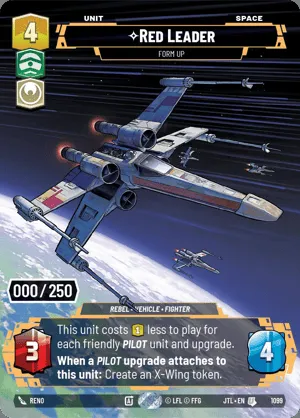 UNIT
SPACE
4
RED LEADER
FORM UP
000/250
REBEL • VEHICLE • FIGHTER
3
This unit costs 1 less to play for
each friendly PILOT unit and upgrade.
When a PILOT upgrade attaches to
this unit: Create an X-Wing token.
4
RENO
© LFL © FFG
JTL • EN
1099